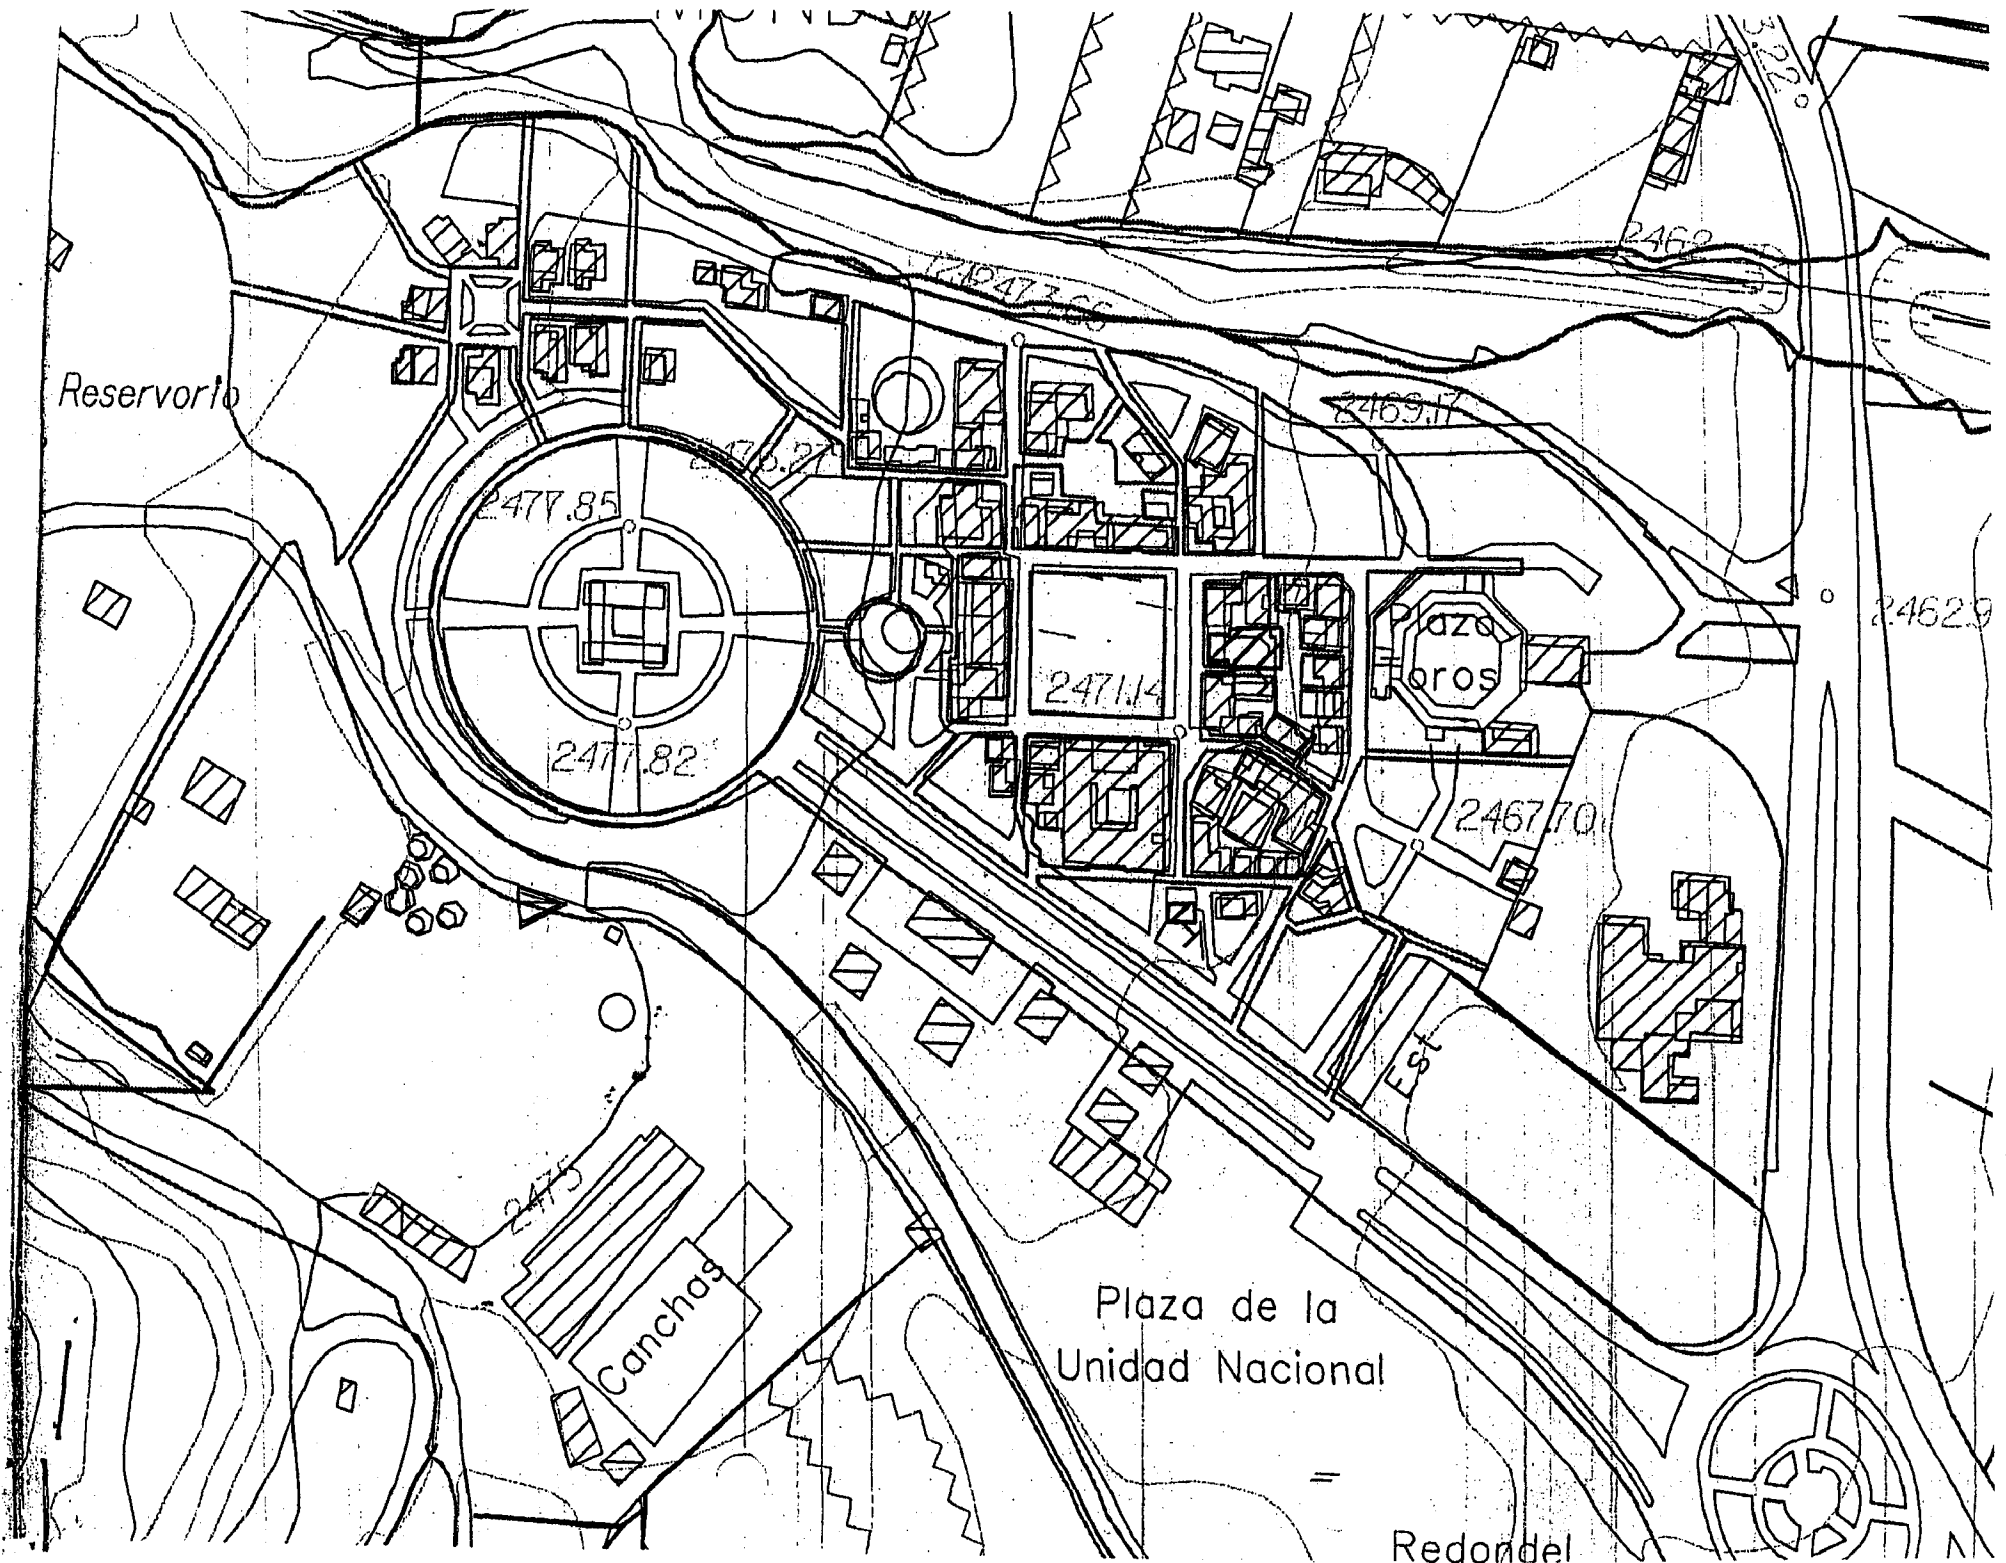 2462
Reservorio
2469.17
2477.85
2462.9
Plaza
oros
2471.14
2477.82
2467.70
Est
2475
Canchas
Plaza de la
Unidad Nacional
Redondel